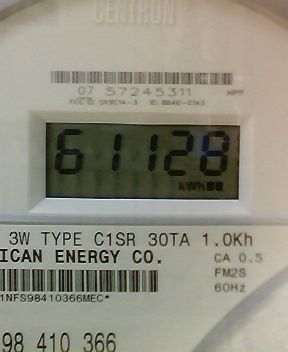 CENTRON
07 57245311
61128
kWh
3W TYPE C1SR 30TA 1.0Kh
ICAN ENERGY CO.
CA 0.5
FM2S
60Hz
1NFS98410366MEC*
98 410 366